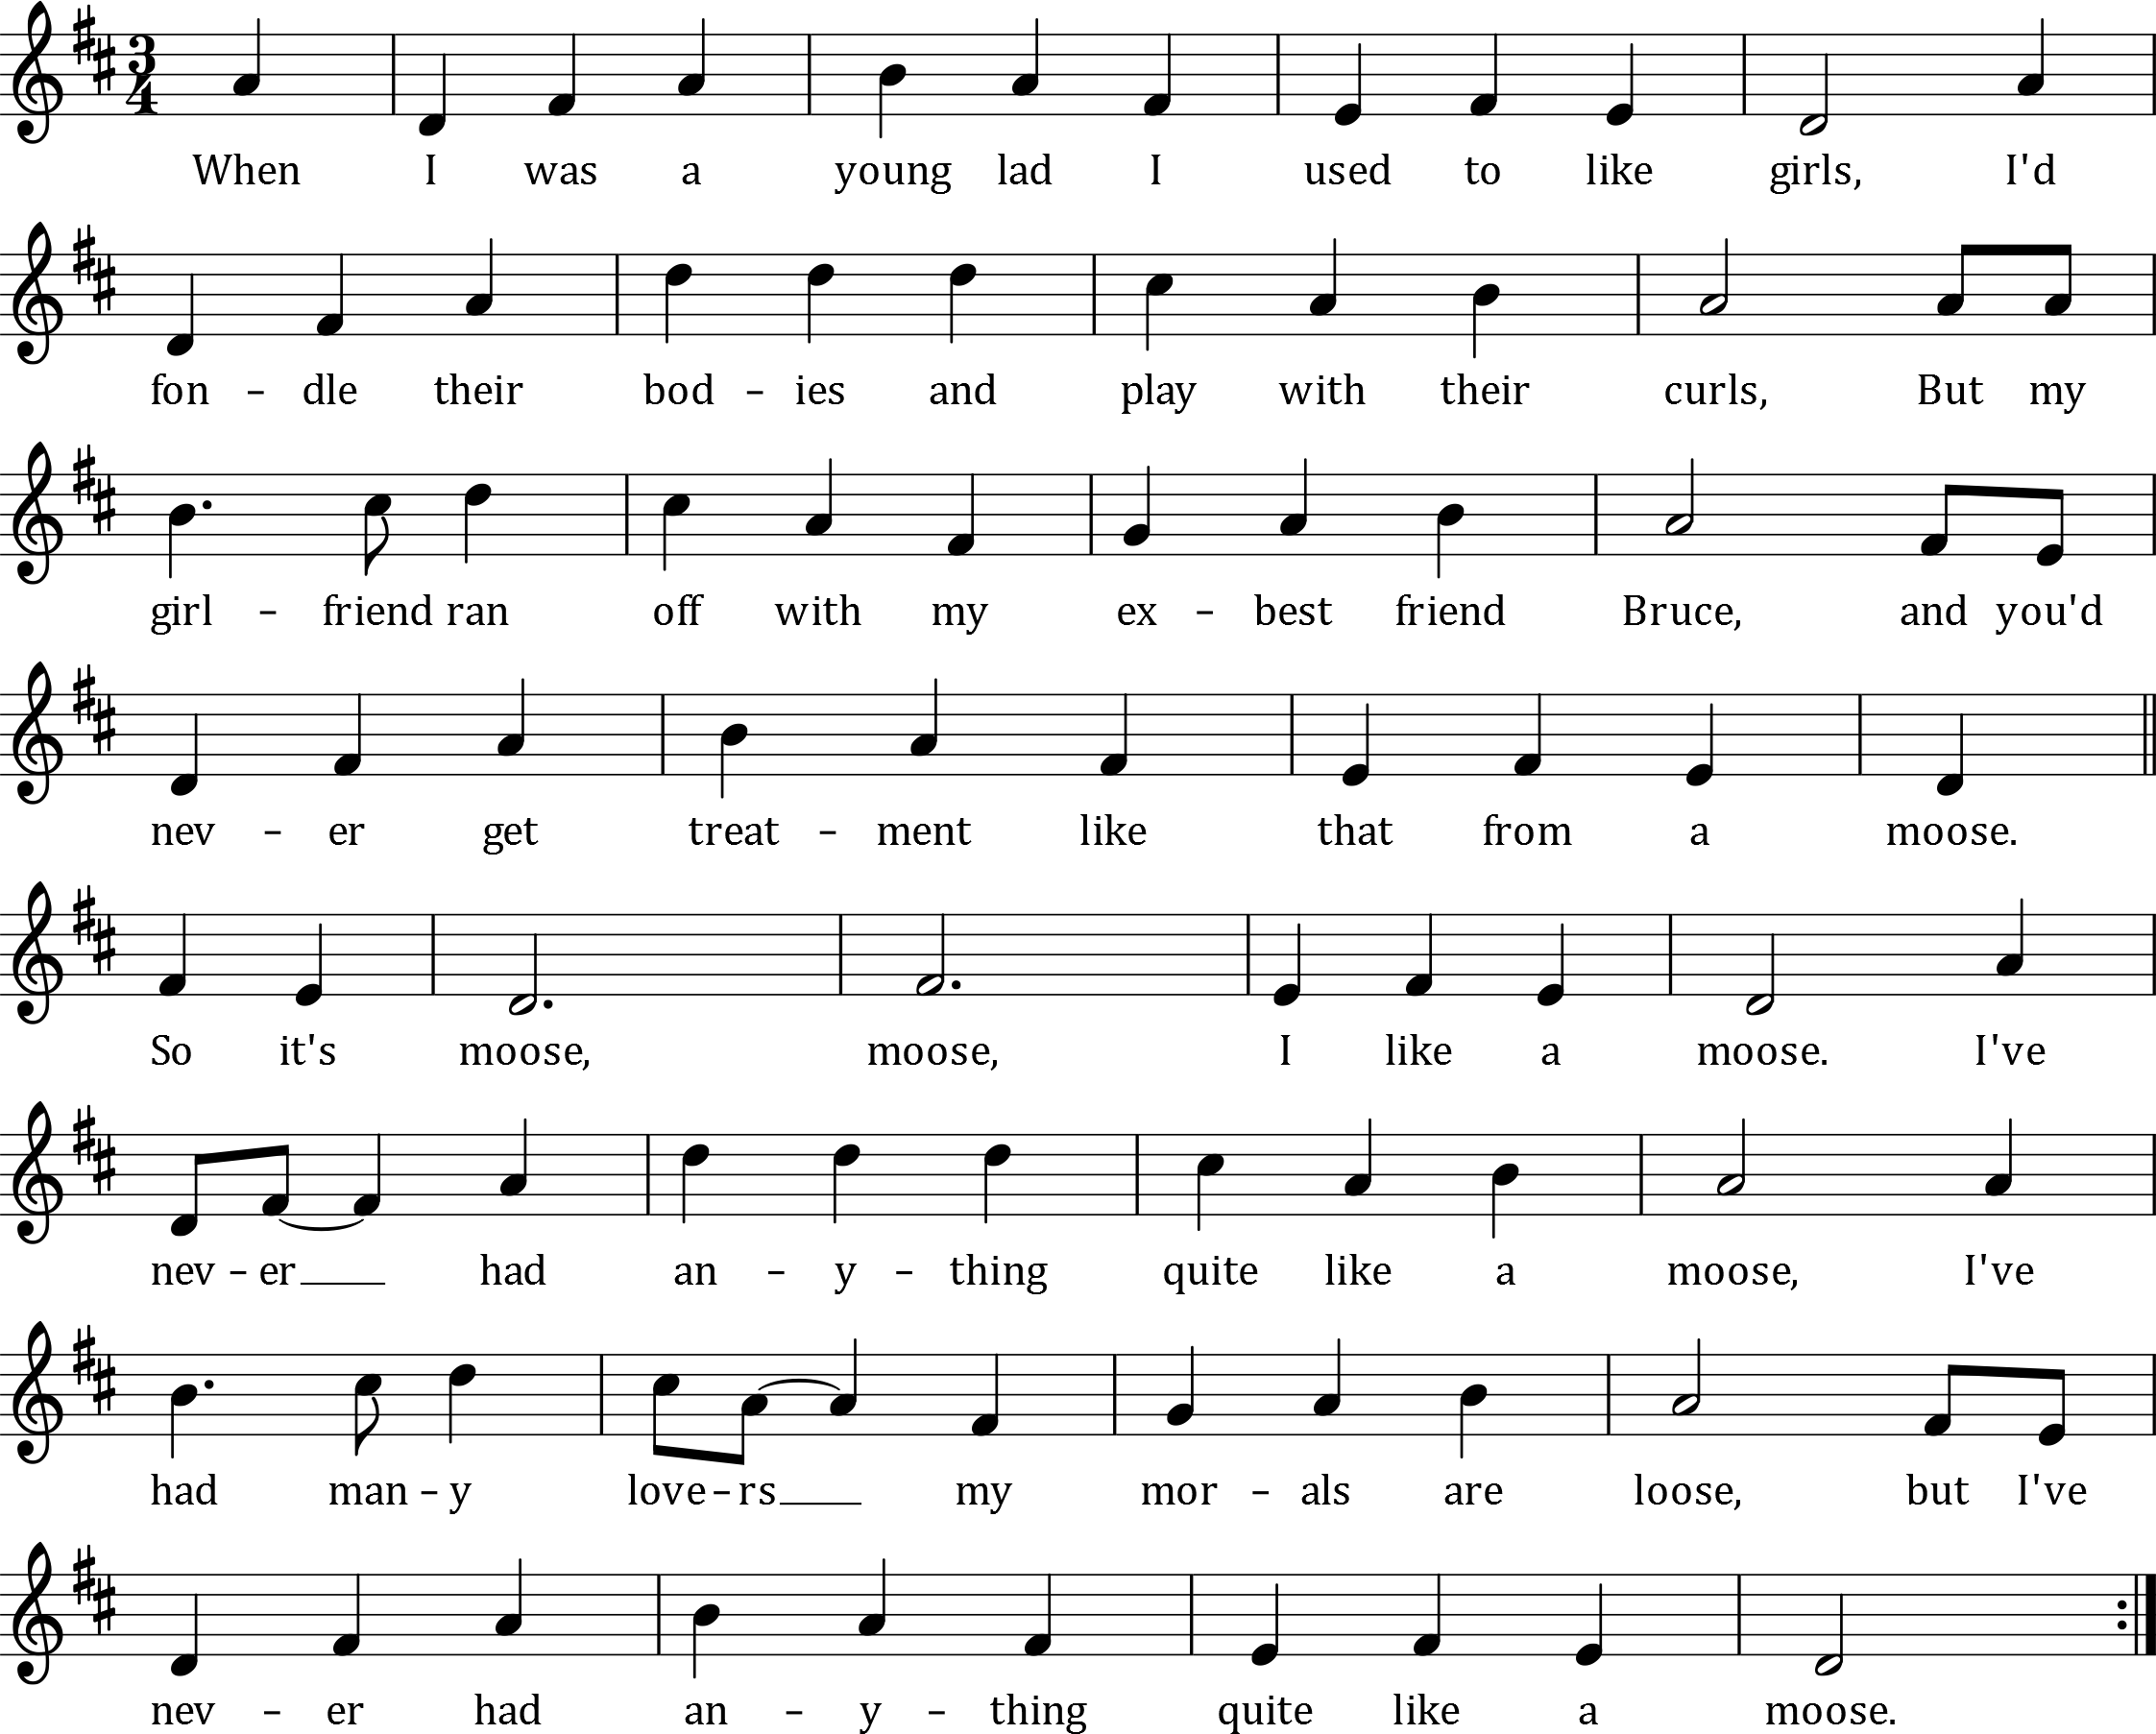 3
4
When I was a young lad I used to like girls, I'd
fon - dle their bod - ies and play with their curls, But my
girl - friend ran off with my ex - best friend Bruce, and you'd
nev - er get treat - ment like that from a moose.
So it's moose, moose, I like a moose. I've
nev - er had an - y - thing quite like a moose, I've
had man - y love - rs my mor - als are loose, but I've
nev - er had an - y - thing quite like a moose.